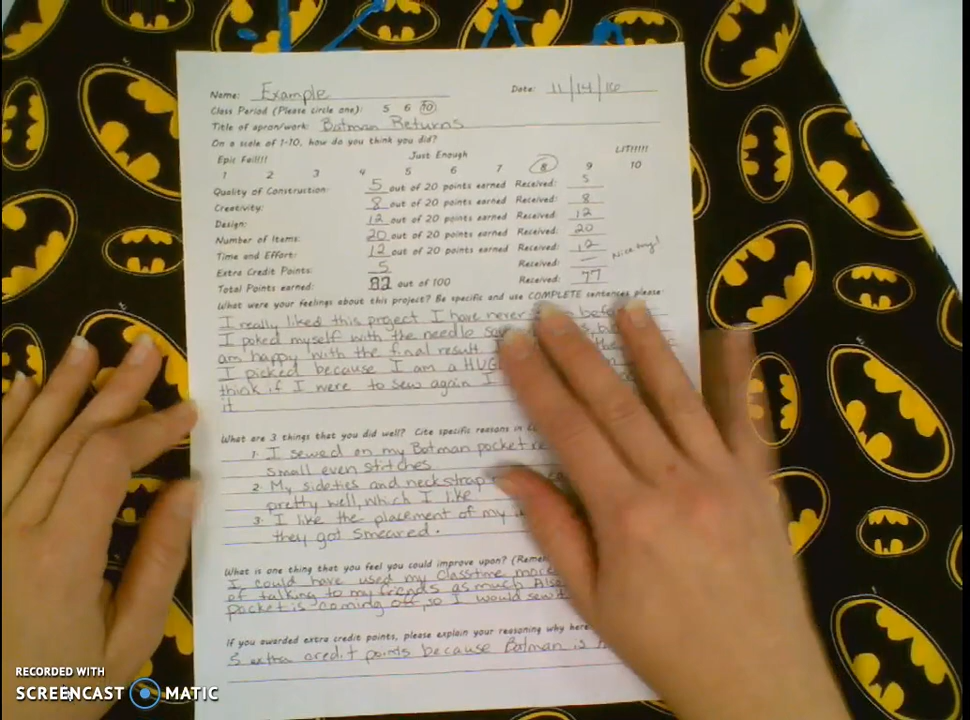 Name: Example Date: 11/14/16
Class Period (Please circle one): 5 6 10
Title of apron/work: Batman Returns
On a scale of 1-10, how do you think you did?
Epic Fail!!! Just Enough LIT!!!!!
1 2 3 4 5 6 7 8 9 10
Quality of Construction: 5 out of 20 points earned Received: 5
Creativity: 8 out of 20 points earned Received: 8
Design: 12 out of 20 points earned Received: 12
Number of Items: 20 out of 20 points earned Received: 20
Time and Effort: 12 out of 20 points earned Received: 12
Extra Credit Points: 5 Received: — Nice try!
Total Points earned: 82 out of 100 Received: 77
What were your feelings about this project? Be specific and use COMPLETE sentences please:
I really liked this project. I have never
I poked myself with the needle
am happy with the final result
I picked because I am a HUG
think if I were to sew again I
it
What are 3 things that you did well? Cite specific reasons in
1. I sewed on my Batman pocket
small even stitches
2. My sideties and neckstrap
pretty well, which I like
3. I like the placement of my
they got smeared.
What is one thing that you feel you could improve upon? (Remem
I could have used my classtime more
of talking to my friends as much. Also
pocket is coming off, so I would sew it
If you awarded extra credit points, please explain your reasoning why here
5 extra credit points because Batman is
RECORDED WITH
SCREENCAST MATIC